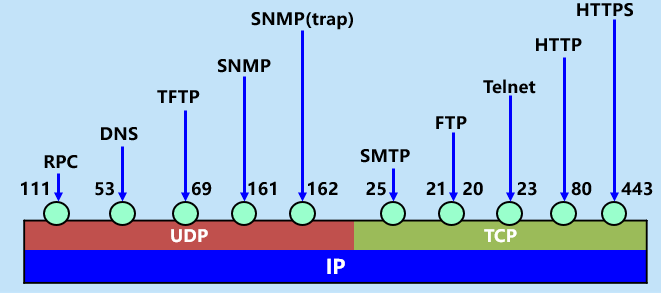 HTTPS
SNMP(trap)
HTTP
SNMP
Telnet
TFTP
FTP
DNS
SMTP
RPC
111 53 69 161 162 25 21 20 23 80 443
UDP TCP
IP